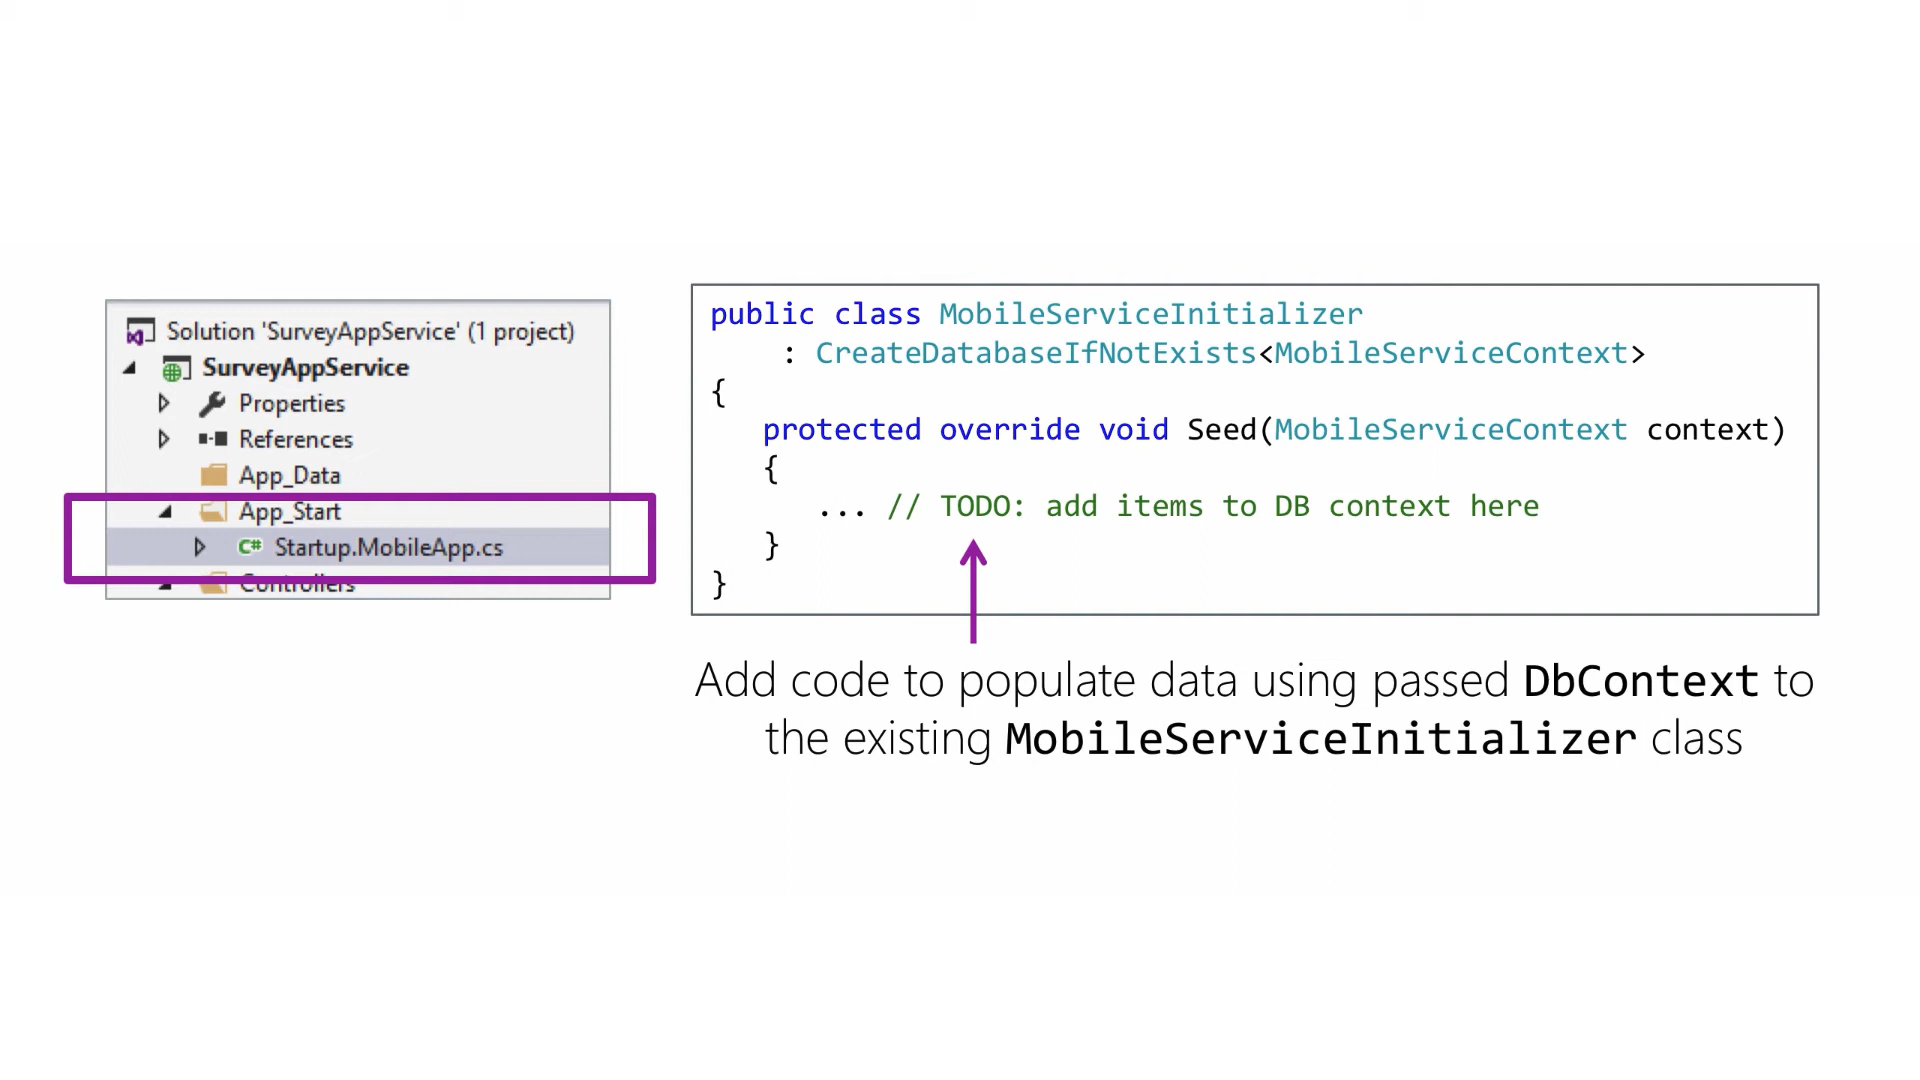 Solution 'SurveyAppService' (1 project)
SurveyAppService
Properties
References
App_Data
App_Start
C# Startup.MobileApp.cs
Controllers
public class MobileServiceInitializer
: CreateDatabaseIfNotExists<MobileServiceContext>
{
protected override void Seed(MobileServiceContext context)
{
... // TODO: add items to DB context here
}
}
Add code to populate data using passed DbContext to
the existing MobileServiceInitializer class